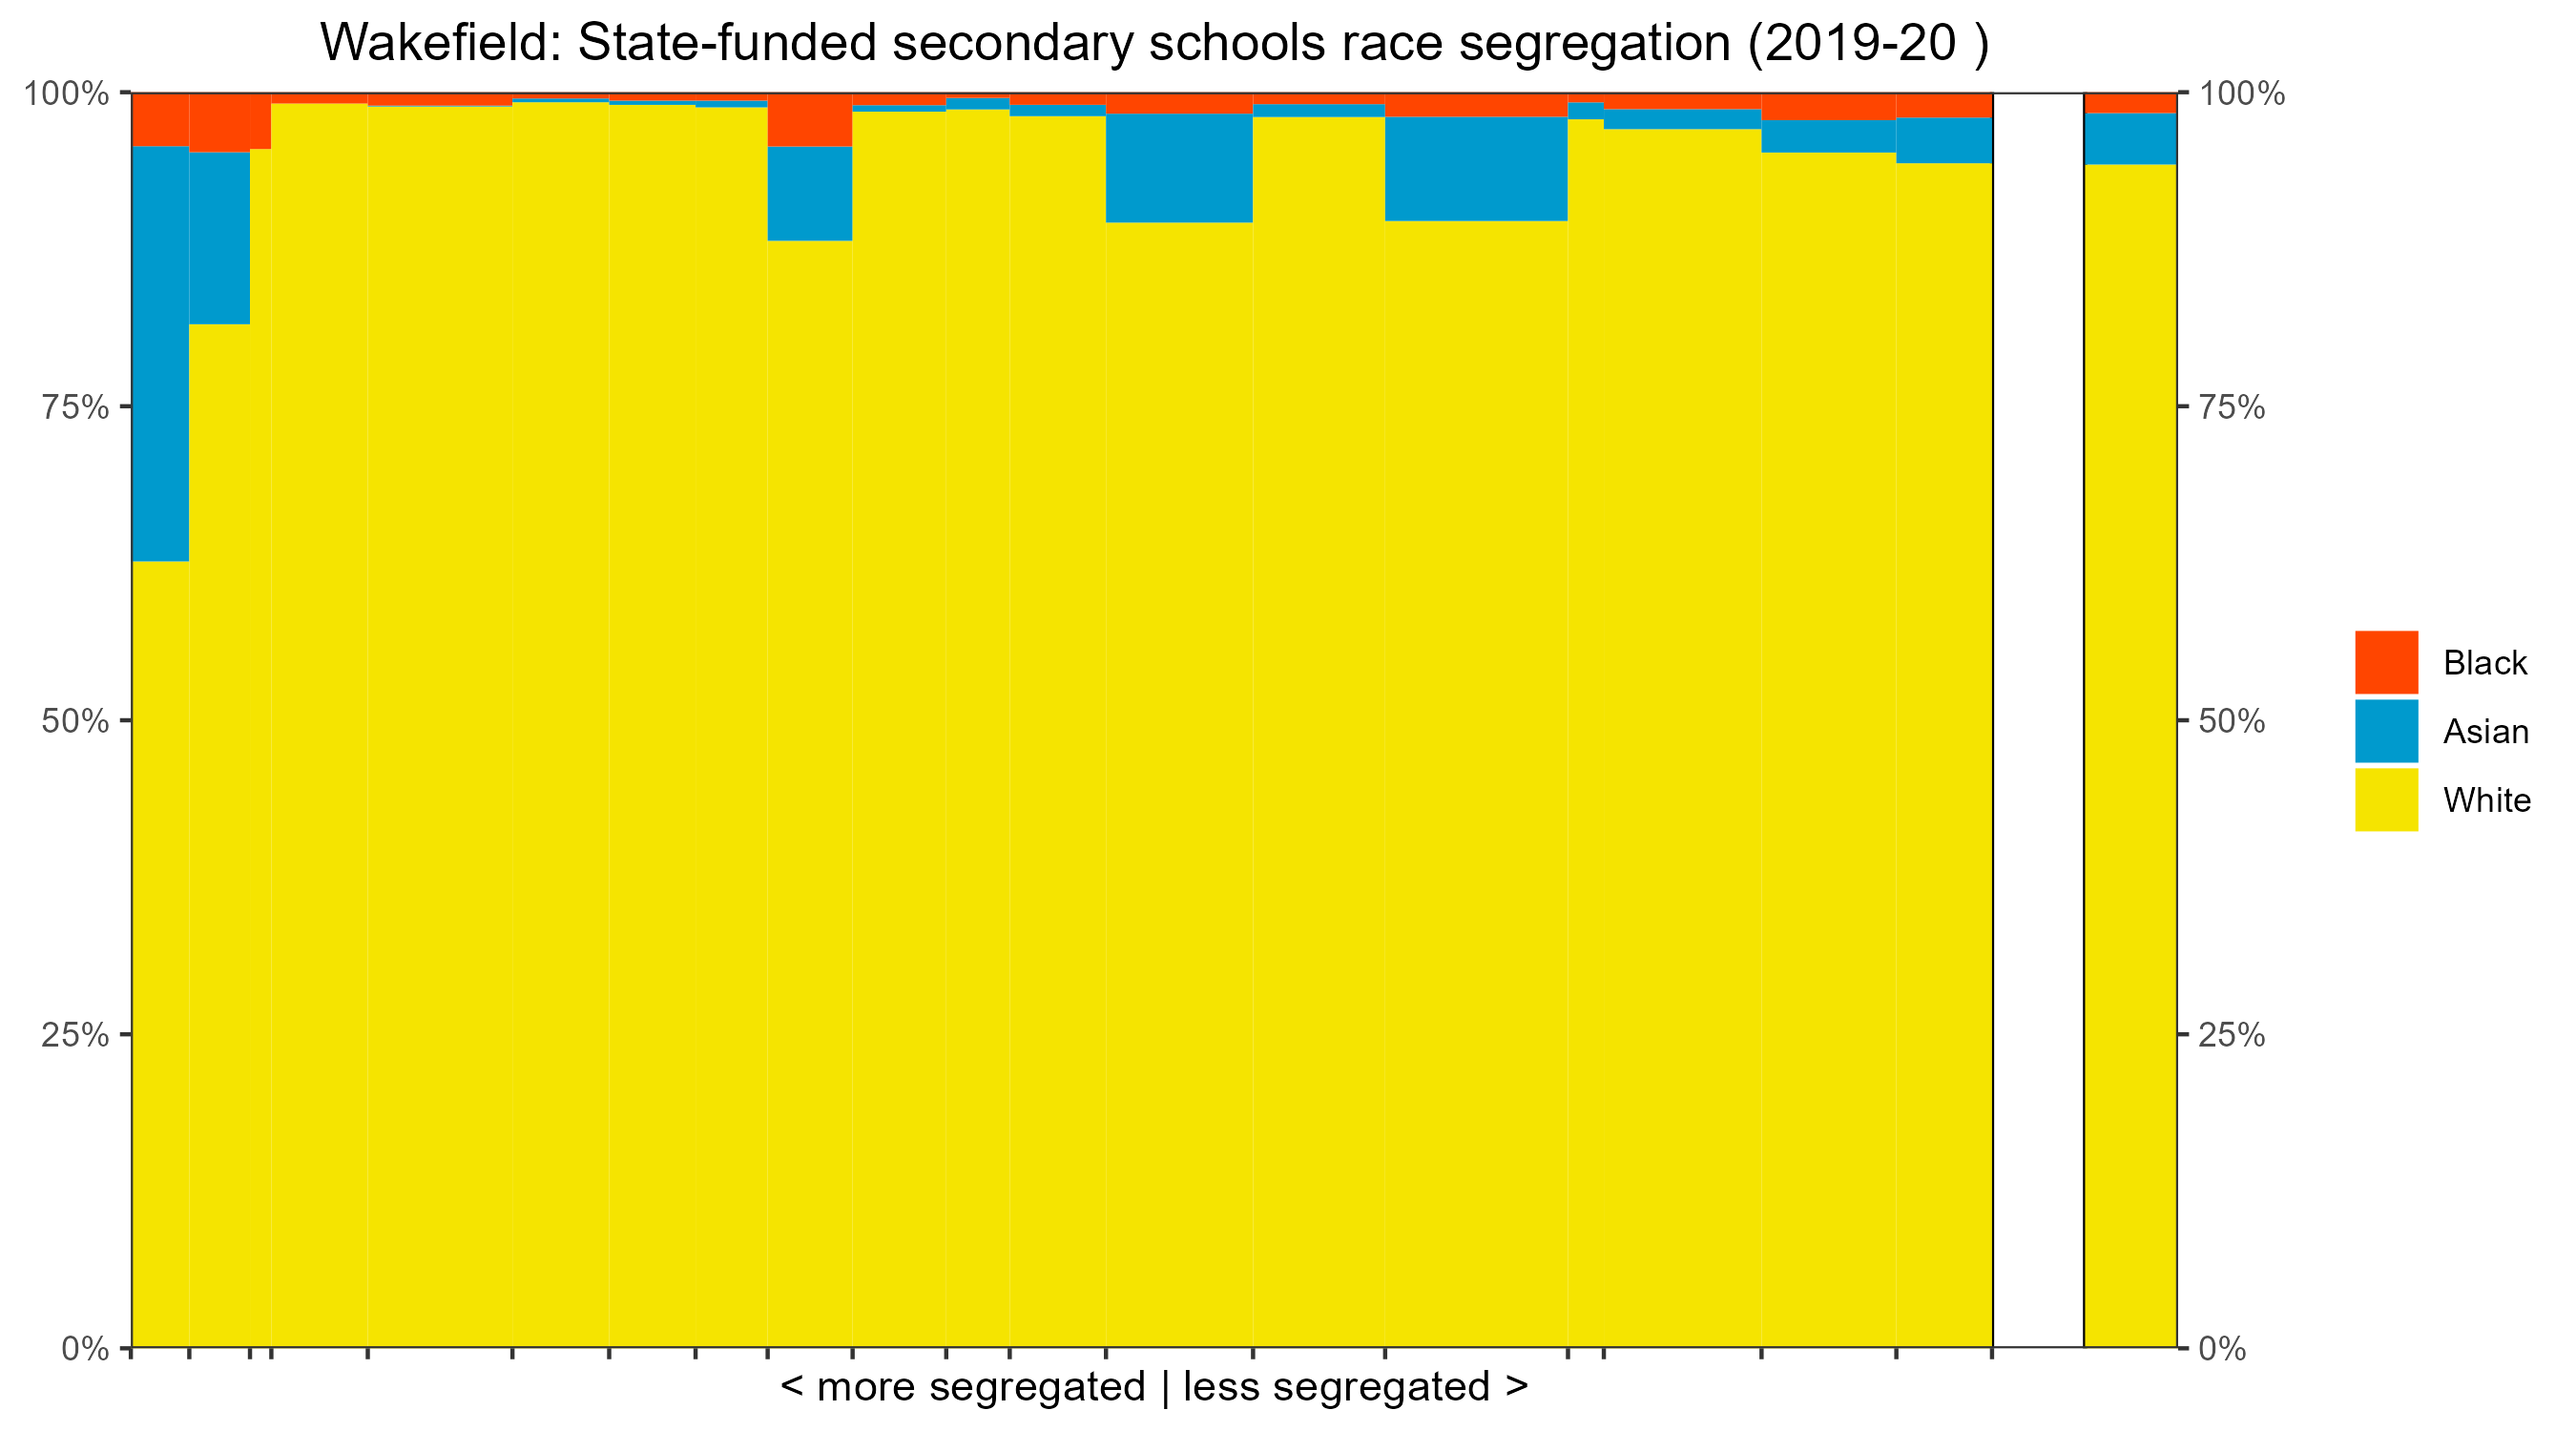 Wakefield: State-funded secondary schools race segregation (2019-20 )
100%
75%
50%
25%
0%
100%
75%
50%
25%
0%
Black
Asian
White
< more segregated | less segregated >